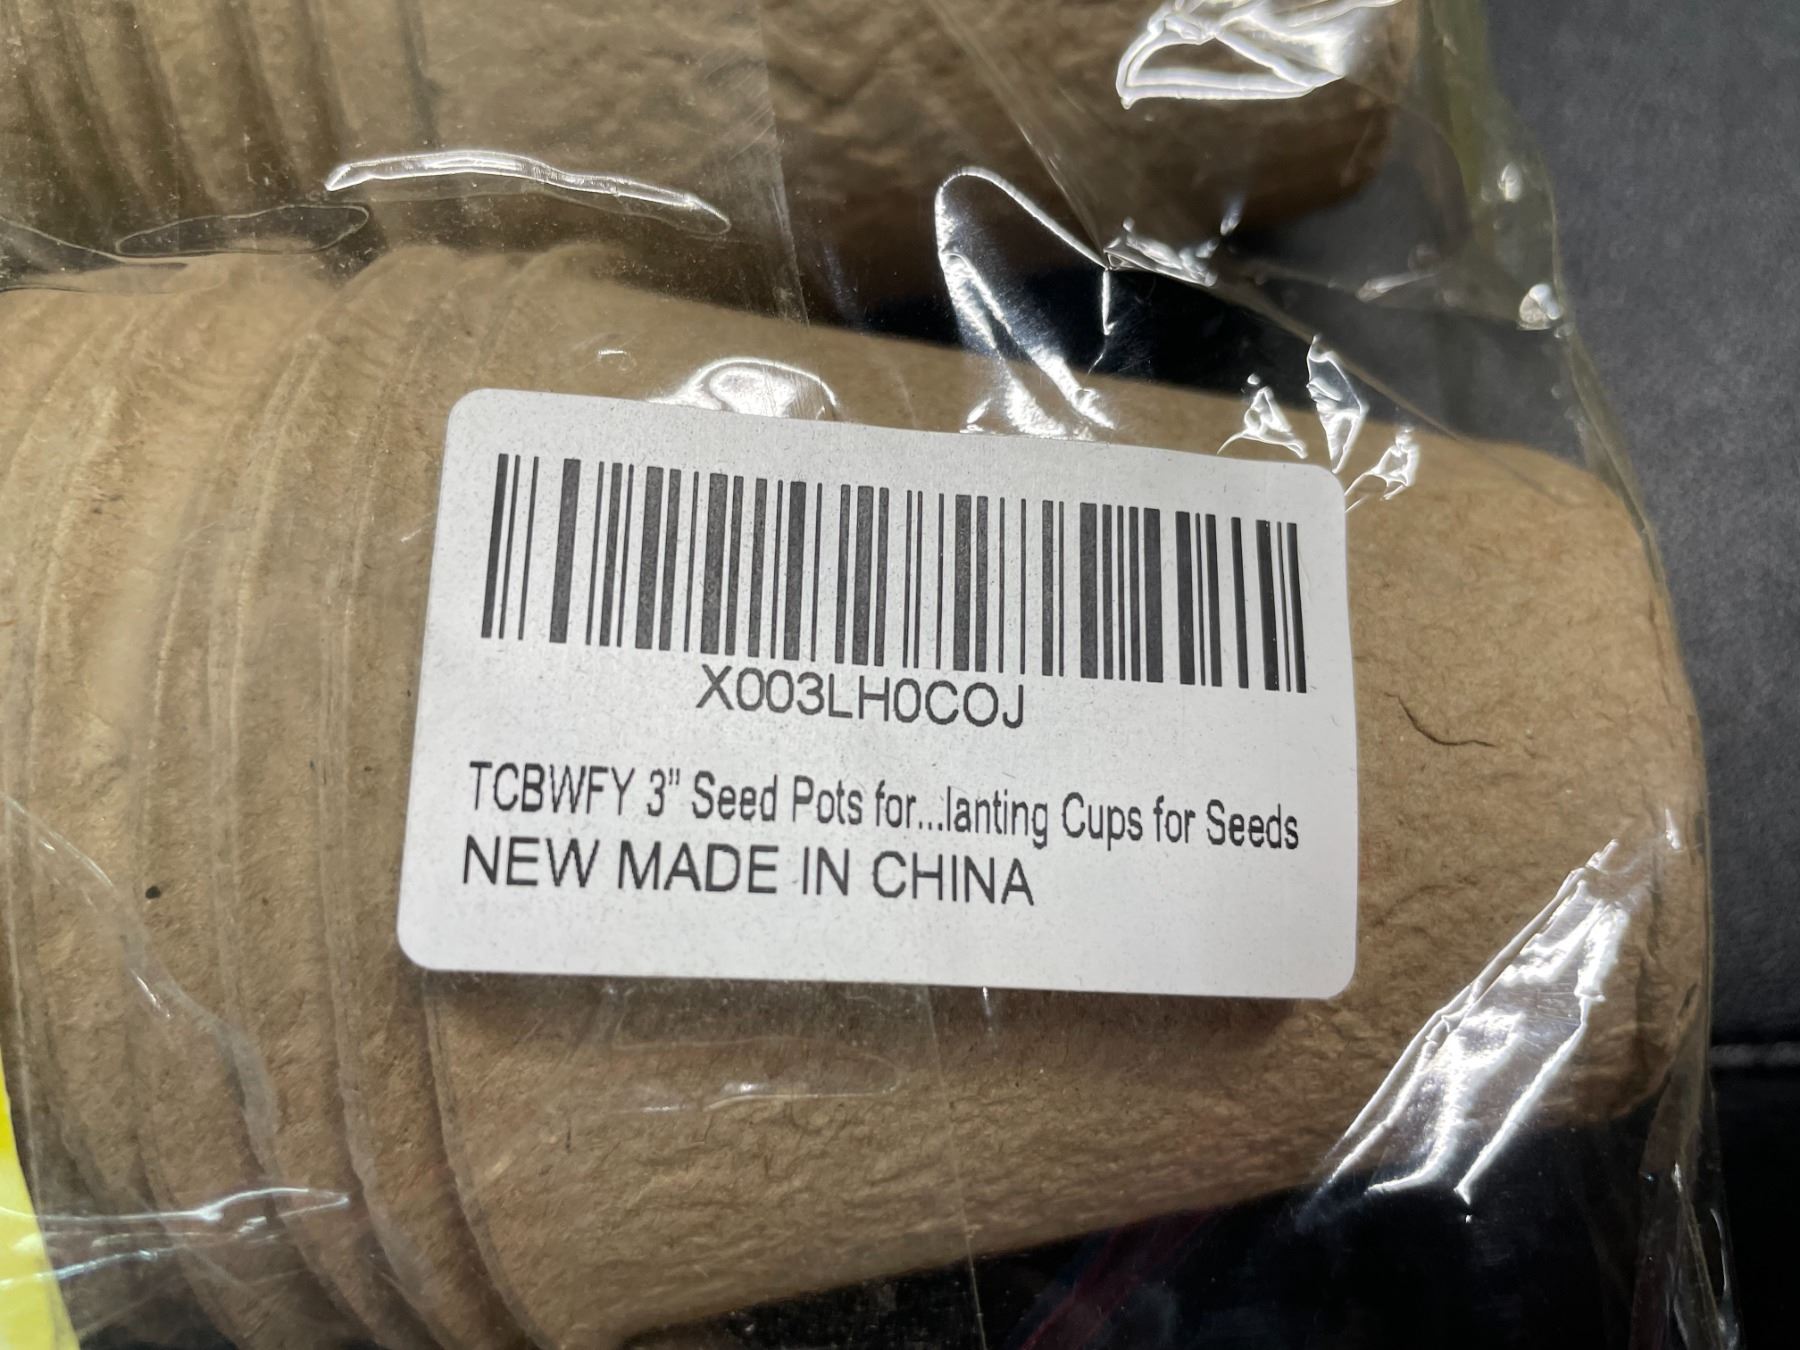 X003LH0COJ
TCBWFY 3" Seed Pots for...lanting Cups for Seeds
NEW MADE IN CHINA